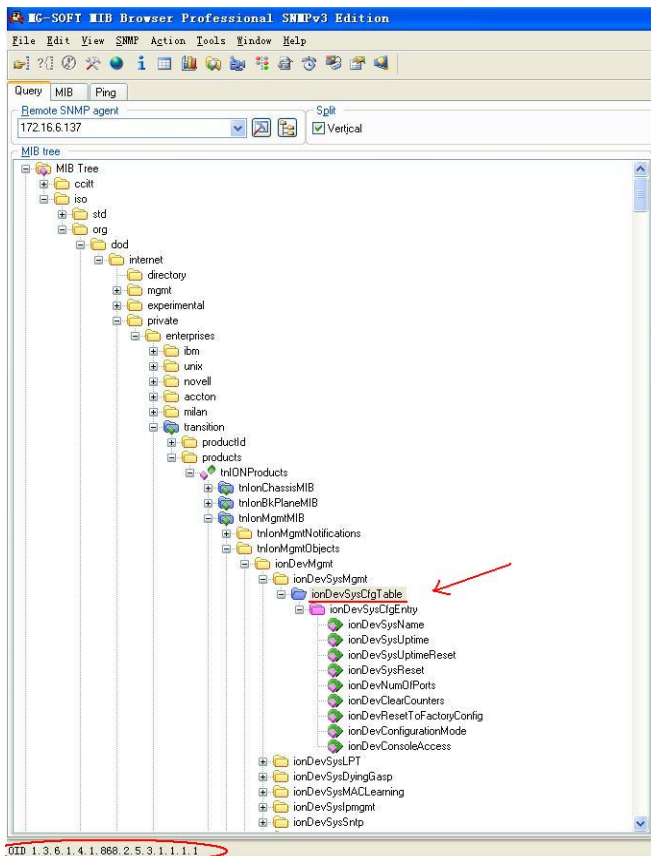 MG-SOFT MIB Browser Professional SNMPv3 Edition
File Edit View SNMP Action Tools Window Help
Query MIB Ping
Remote SNMP agent
Split
172.16.6.137
Vertical
MIB tree
MIB Tree
ccitt
iso
std
org
dod
internet
directory
mgmt
experimental
private
enterprises
ibm
unix
novell
accton
milan
transition
productId
products
tnIONProducts
tnIonChassisMIB
tnIonBkPlaneMIB
tnIonMgmtMIB
tnIonMgmtNotifications
tnIonMgmtObjects
ionDevMgmt
ionDevSysMgmt
ionDevSysCfgTable
ionDevSysCfgEntry
ionDevSysName
ionDevSysUptime
ionDevSysUptimeReset
ionDevSysReset
ionDevNumOfPorts
ionDevClearCounters
ionDevResetToFactoryConfig
ionDevConfigurationMode
ionDevConsoleAccess
ionDevSysLPT
ionDevSysDyingGasp
ionDevSysMACLearning
ionDevSysIpmgmt
ionDevSysSntp
OID 1.3.6.1.4.1.868.2.5.3.1.1.1.1